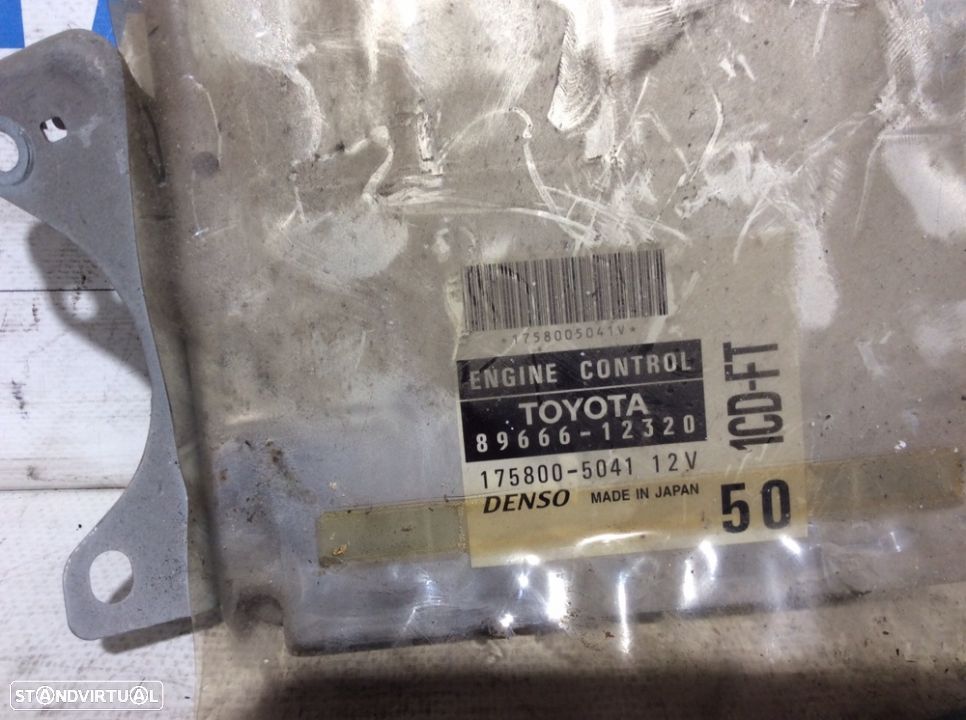 *1758005041V*
ENGINE CONTROL
TOYOTA
89666-12320
175800-5041 12V
DENSO MADE IN JAPAN
1CD-FT
50
STANDVIRTUAL